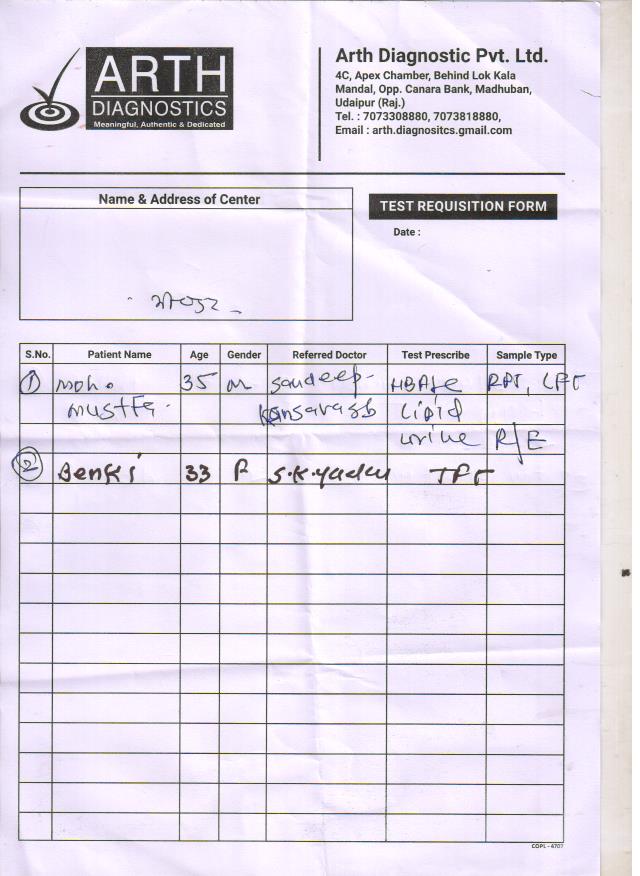 ARTH
DIAGNOSTICS
Meaningful, Authentic & Dedicated
Arth Diagnostic Pvt. Ltd.
4C, Apex Chamber, Behind Lok Kala
Mandal, Opp. Canara Bank, Madhuban,
Udaipur (Raj.)
Tel. : 7073308880, 7073818880,
Email : arth.diagnositcs.gmail.com
Name & Address of Center
TEST REQUISITION FORM
Date :
S.No. Patient Name Age Gender Referred Doctor Test Prescribe Sample Type
1 moh. 35 m sandeep- HBA1c RFT, LFT
mustfa. Kansara Lipid
urine R/E
2 Benki 33 F S.K.yadav TFT
COPL - 4707